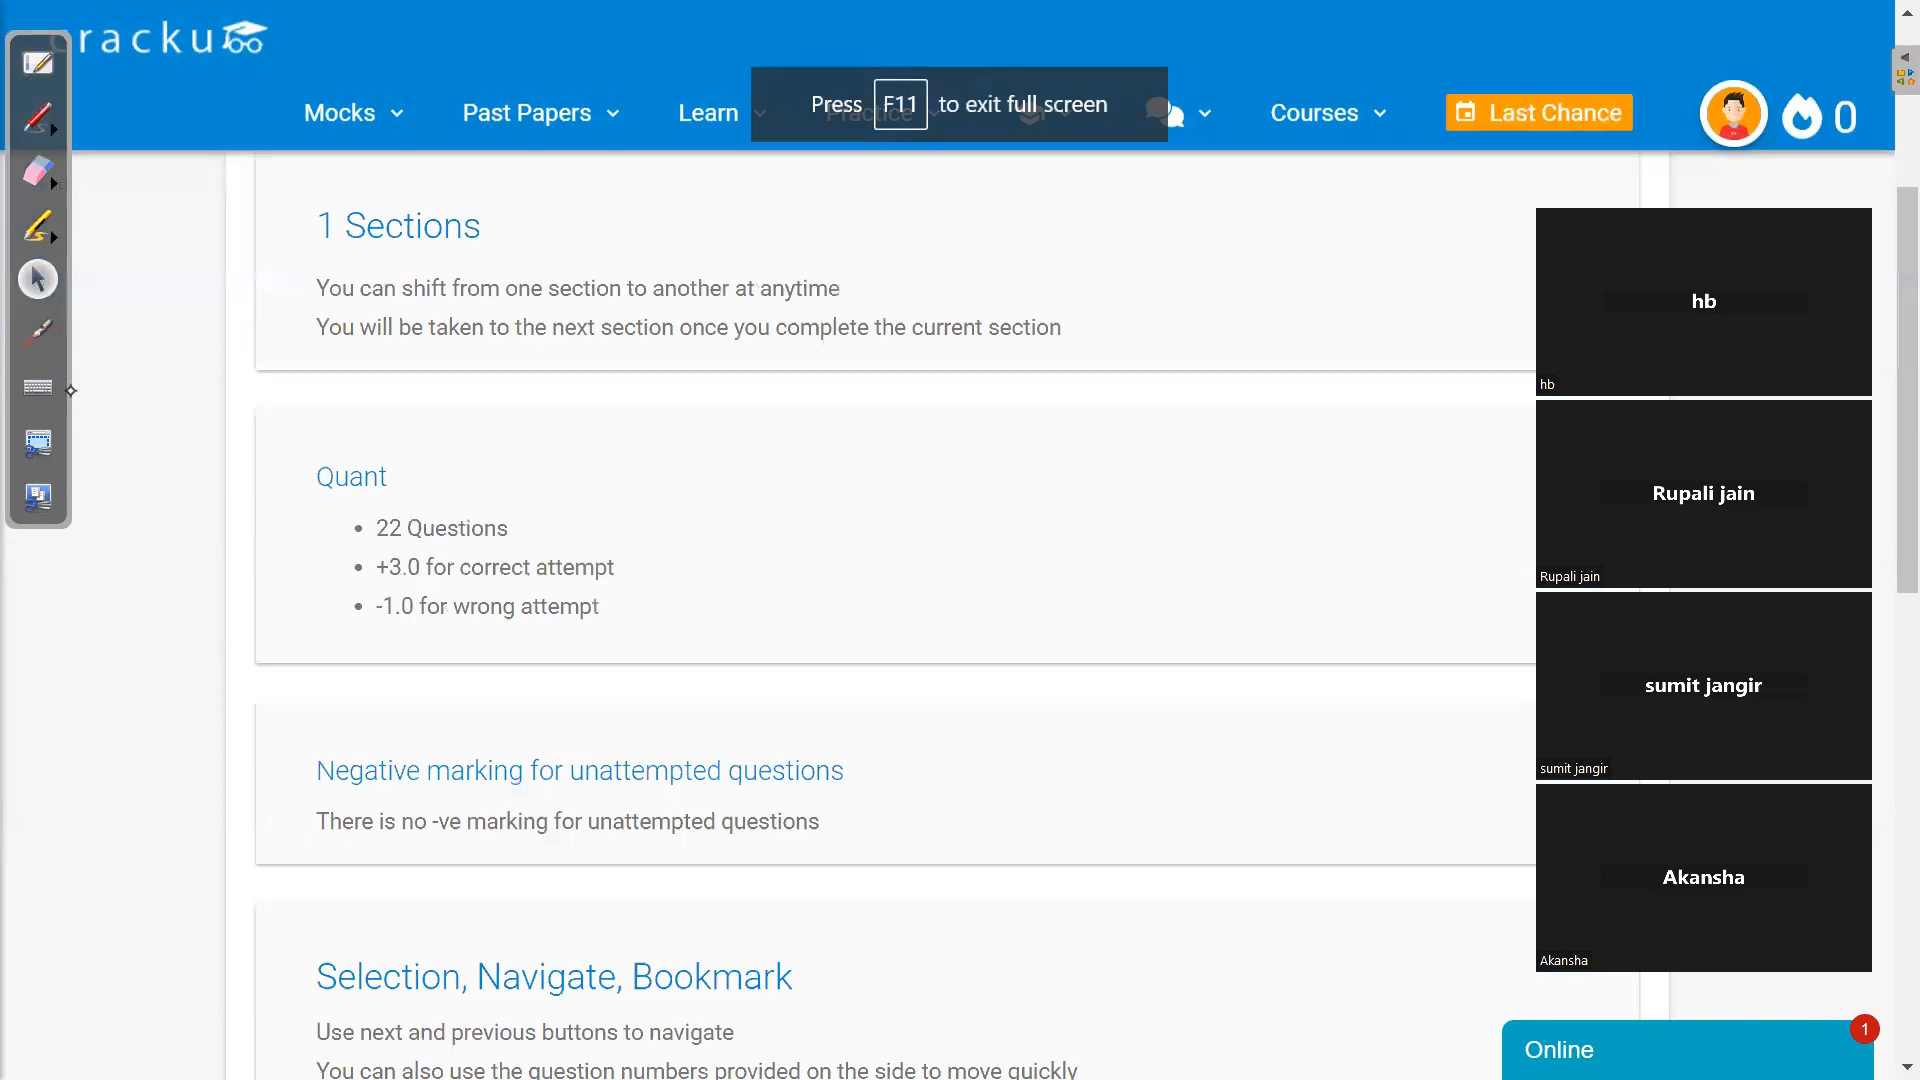 cracku
Press F11 to exit full screen
Mocks
Past Papers
Learn
Practice
Courses
Last Chance
0
1 Sections
You can shift from one section to another at anytime
You will be taken to the next section once you complete the current section
Quant
• 22 Questions
• +3.0 for correct attempt
• -1.0 for wrong attempt
Negative marking for unattempted questions
There is no -ve marking for unattempted questions
Selection, Navigate, Bookmark
Use next and previous buttons to navigate
You can also use the question numbers provided on the side to move quickly
hb
hb
Rupali jain
Rupali jain
sumit jangir
sumit jangir
Akansha
Akansha
1
Online